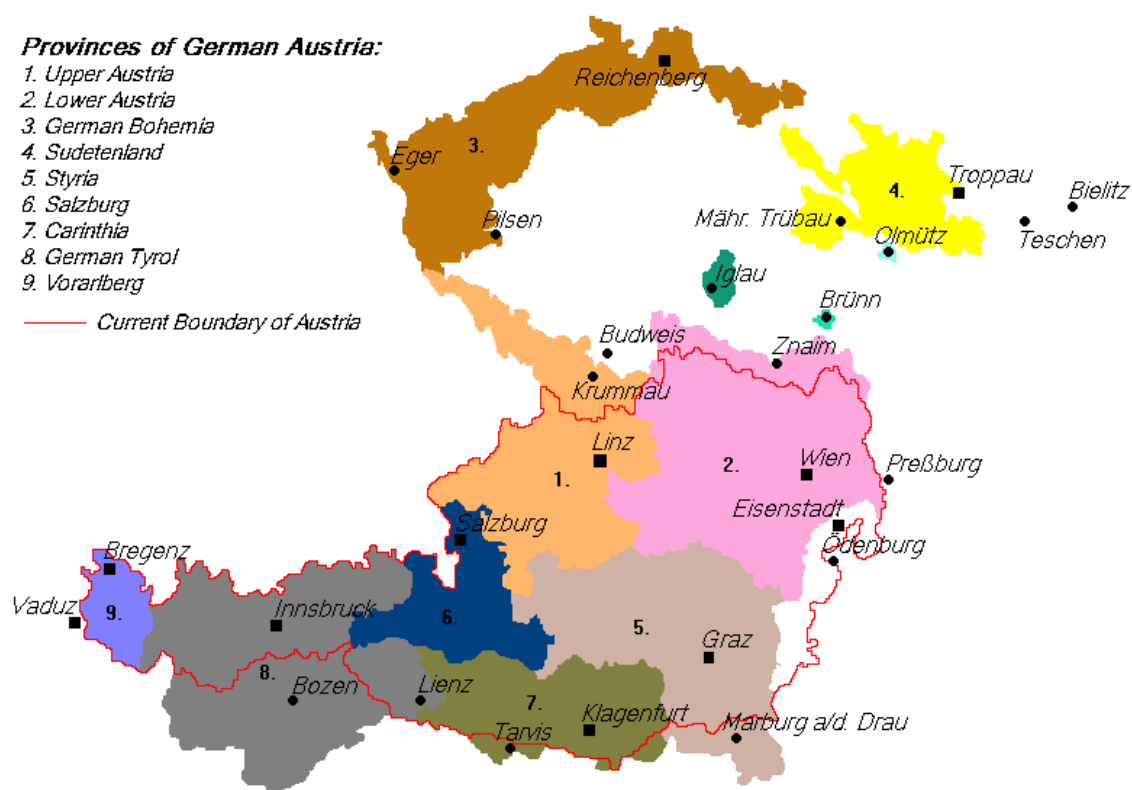 Provinces of German Austria:
1. Upper Austria
2. Lower Austria
3. German Bohemia
4. Sudetenland
5. Styria
6. Salzburg
7. Carinthia
8. German Tyrol
9. Vorarlberg
Current Boundary of Austria
Reichenberg
3.
Eger
Pilsen
4.
Troppau
Bielitz
Mähr. Trübau
Teschen
Olmütz
Iglau
Brünn
Budweis
Znaim
Krummau
Linz
1.
2.
Wien
Preßburg
Eisenstadt
Salzburg
Ödenburg
Bregenz
Vaduz
9.
Innsbruck
6.
5.
Graz
8.
Bozen
Lienz
7.
Klagenfurt
Tarvis
Marburg a/d. Drau